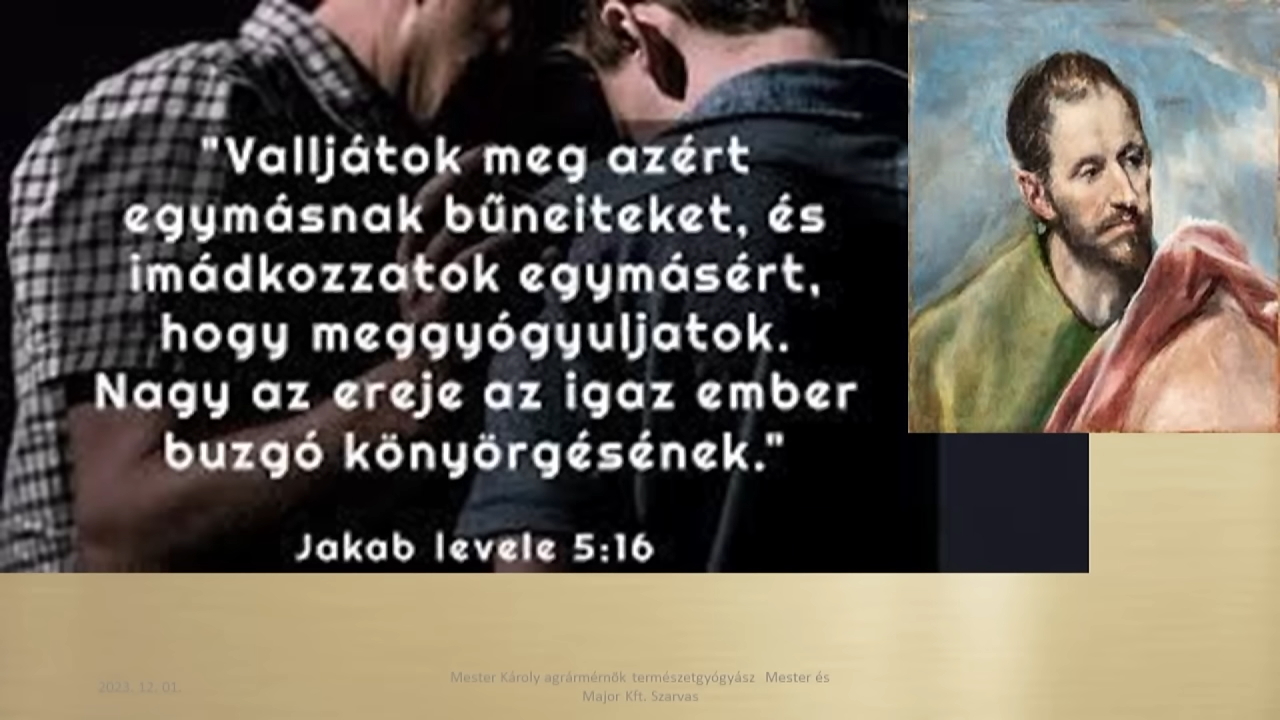 "Valljátok meg azért
egymásnak bűneiteket, és
imádkozzatok egymásért,
hogy meggyógyuljatok.
Nagy az ereje az igaz ember
buzgó könyörgésének."
Jakab levele 5:16
2023. 12. 01.
Mester Károly agrármérnök természetgyógyász Mester és
Major Kft. Szarvas